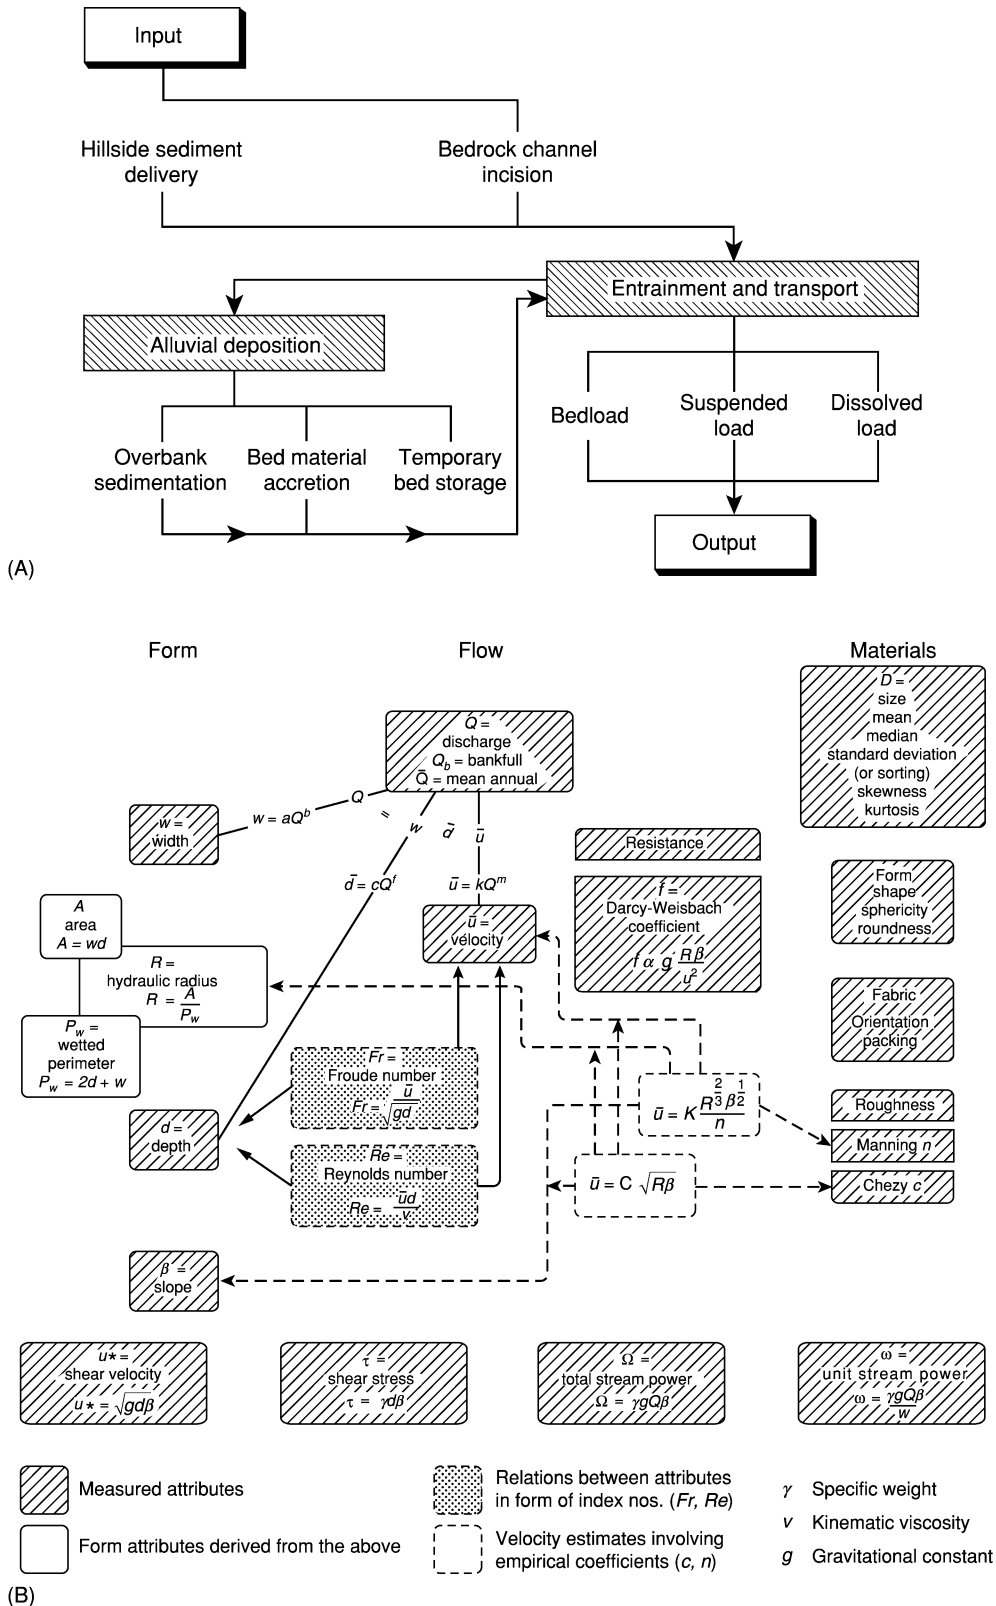 Input
Hillside sediment
delivery
Bedrock channel
incision
Entrainment and transport
Alluvial deposition
Bedload
Suspended
load
Dissolved
load
Overbank
sedimentation
Bed material
accretion
Temporary
bed storage
Output
(A)
Form
Flow
Materials
D =
size
mean
median
standard deviation
(or sorting)
skewness
kurtosis
Q =
discharge
Q_b = bankfull
Q̄ = mean annual
w =
width
w = aQ^b
Q = w d̄ ū
d̄ = cQ^f
ū = kQ^m
ū =
velocity
Resistance
f =
Darcy-Weisbach
coefficient
f α g Rβ/u²
Form
shape
sphericity
roundness
A
area
A = wd
R =
hydraulic radius
R = A/P_w
P_w =
wetted
perimeter
P_w = 2d + w
Fabric
Orientation
packing
Fr =
Froude number
Fr = ū/√gd
ū = K R^2/3 β^1/2 / n
Roughness
Manning n
Chezy c
d =
depth
Re =
Reynolds number
Re = ūd/v
ū = C √Rβ
β =
slope
u* =
shear velocity
u* = √gdβ
τ =
shear stress
τ = γdβ
Ω =
total stream power
Ω = γgQβ
ω =
unit stream power
ω = γgQβ/w
Measured attributes
Form attributes derived from the above
Relations between attributes
in form of index nos. (Fr, Re)
Velocity estimates involving
empirical coefficients (c, n)
γ Specific weight
v Kinematic viscosity
g Gravitational constant
(B)